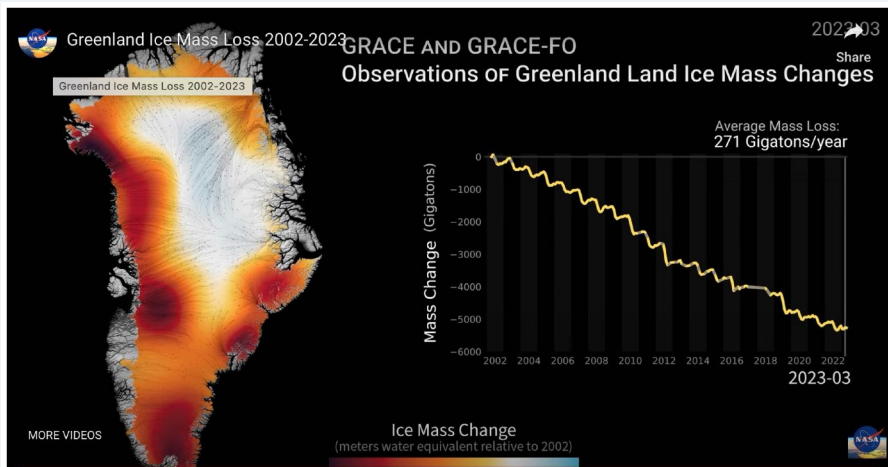 NASA
Greenland Ice Mass Loss 2002-2023
Greenland Ice Mass Loss 2002-2023
GRACE AND GRACE-FO
Observations OF Greenland Land Ice Mass Changes
2023-03
Share
Average Mass Loss:
271 Gigatons/year
Mass Change (Gigatons)
0
−1000
−2000
−3000
−4000
−5000
−6000
2002 2004 2006 2008 2010 2012 2014 2016 2018 2020 2022
2023-03
MORE VIDEOS
Ice Mass Change
(meters water equivalent relative to 2002)
NASA